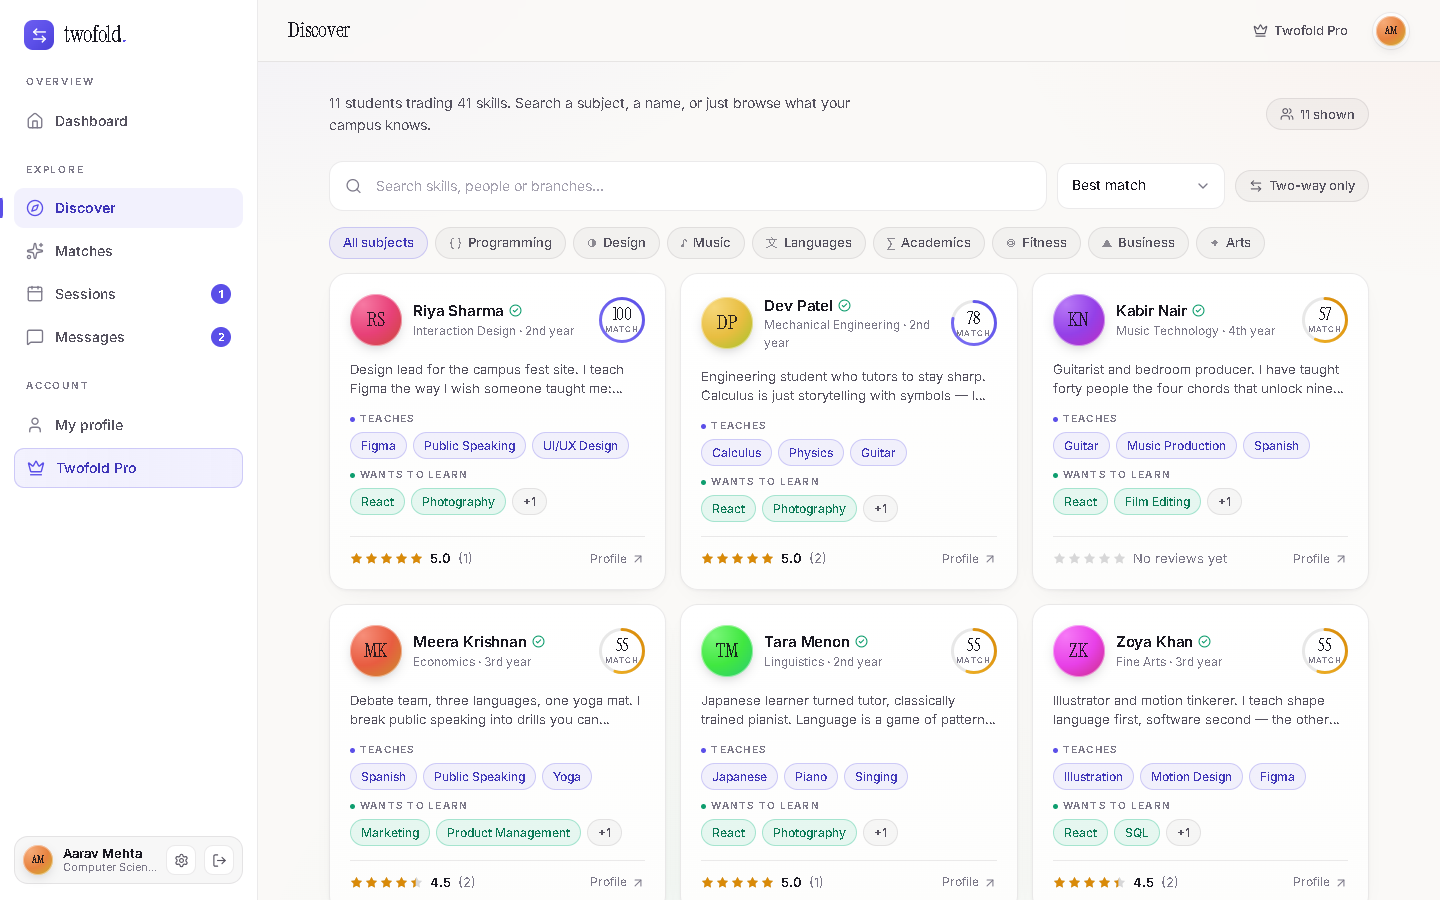 twofold.
OVERVIEW
Dashboard
EXPLORE
Discover
Matches
Sessions
1
Messages
2
ACCOUNT
My profile
Twofold Pro
AM
Aarav Mehta
Computer Scien...
Discover
Twofold Pro
AM
11 students trading 41 skills. Search a subject, a name, or just browse what your
campus knows.
11 shown
Search skills, people or branches...
Best match
Two-way only
All subjects
{ } Programming
Design
♪ Music
文 Languages
∑ Academics
Fitness
Business
Arts
RS
Riya Sharma
Interaction Design · 2nd year
100
MATCH
Design lead for the campus fest site. I teach
Figma the way I wish someone taught me:...
TEACHES
Figma
Public Speaking
UI/UX Design
WANTS TO LEARN
React
Photography
+1
5.0 (1)
Profile
DP
Dev Patel
Mechanical Engineering · 2nd
year
78
MATCH
Engineering student who tutors to stay sharp.
Calculus is just storytelling with symbols — I...
TEACHES
Calculus
Physics
Guitar
WANTS TO LEARN
React
Photography
+1
5.0 (2)
Profile
KN
Kabir Nair
Music Technology · 4th year
57
MATCH
Guitarist and bedroom producer. I have taught
forty people the four chords that unlock nine...
TEACHES
Guitar
Music Production
Spanish
WANTS TO LEARN
React
Film Editing
+1
No reviews yet
Profile
MK
Meera Krishnan
Economics · 3rd year
55
MATCH
Debate team, three languages, one yoga mat. I
break public speaking into drills you can...
TEACHES
Spanish
Public Speaking
Yoga
WANTS TO LEARN
Marketing
Product Management
+1
4.5 (2)
Profile
TM
Tara Menon
Linguistics · 2nd year
55
MATCH
Japanese learner turned tutor, classically
trained pianist. Language is a game of pattern...
TEACHES
Japanese
Piano
Singing
WANTS TO LEARN
React
Photography
+1
5.0 (1)
Profile
ZK
Zoya Khan
Fine Arts · 3rd year
55
MATCH
Illustrator and motion tinkerer. I teach shape
language first, software second — the other...
TEACHES
Illustration
Motion Design
Figma
WANTS TO LEARN
React
SQL
+1
4.5 (2)
Profile